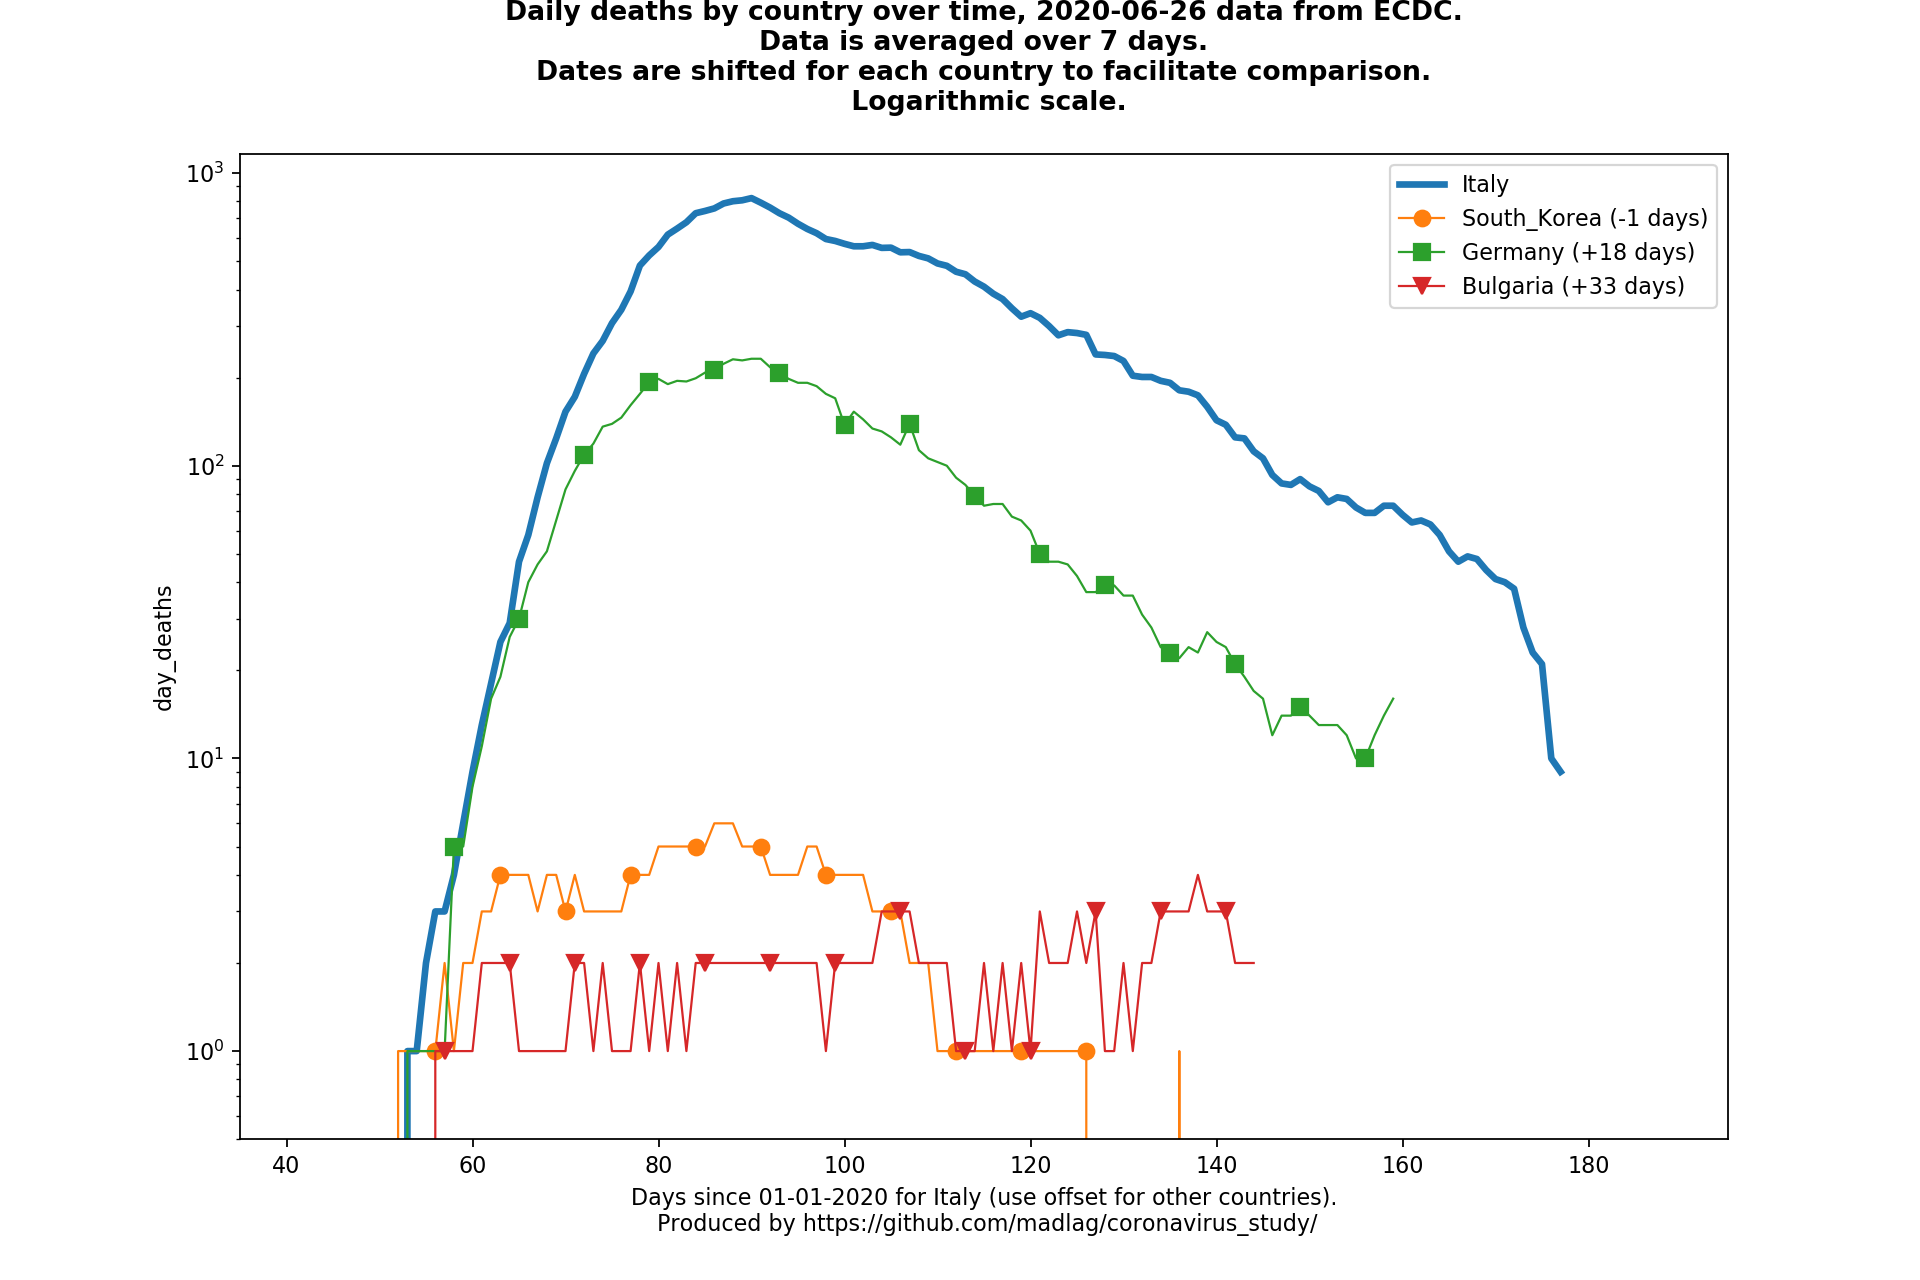 Daily deaths by country over time, 2020-06-26 data from ECDC.
Data is averaged over 7 days.
Dates are shifted for each country to facilitate comparison.
Logarithmic scale.
10³
10²
10¹
10⁰
day_deaths
Italy
South_Korea (-1 days)
Germany (+18 days)
Bulgaria (+33 days)
40 60 80 100 120 140 160 180
Days since 01-01-2020 for Italy (use offset for other countries).
Produced by https://github.com/madlag/coronavirus_study/